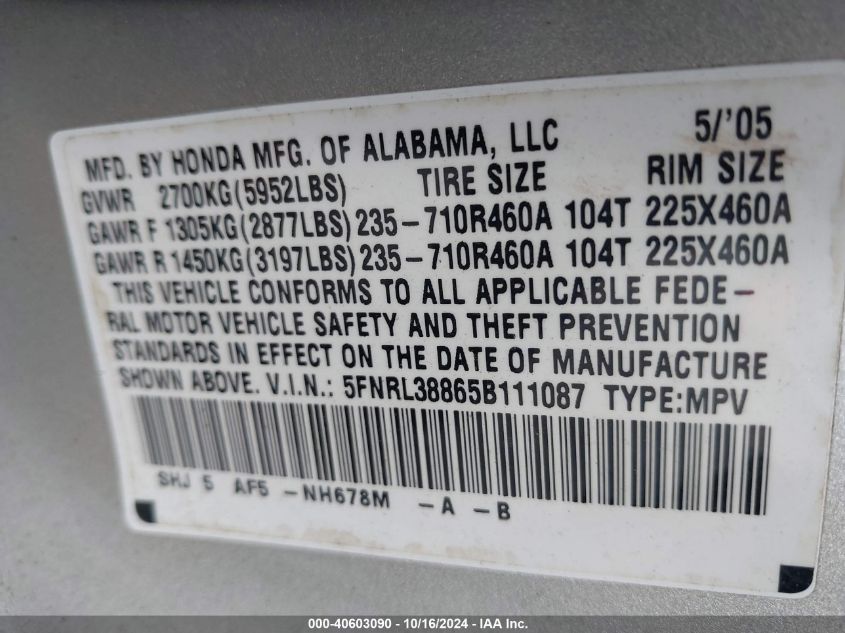 MFD. BY HONDA MFG. OF ALABAMA, LLC 5/'05
GVWR 2700KG(5952LBS) TIRE SIZE RIM SIZE
GAWR F 1305KG(2877LBS) 235-710R460A 104T 225X460A
GAWR R 1450KG(3197LBS) 235-710R460A 104T 225X460A
THIS VEHICLE CONFORMS TO ALL APPLICABLE FEDE-
RAL MOTOR VEHICLE SAFETY AND THEFT PREVENTION
STANDARDS IN EFFECT ON THE DATE OF MANUFACTURE
SHOWN ABOVE. V.I.N.: 5FNRL38865B111087 TYPE:MPV
SHJ 5 AF5 -NH678M -A -B
000-40603090 - 10/16/2024 - IAA Inc.